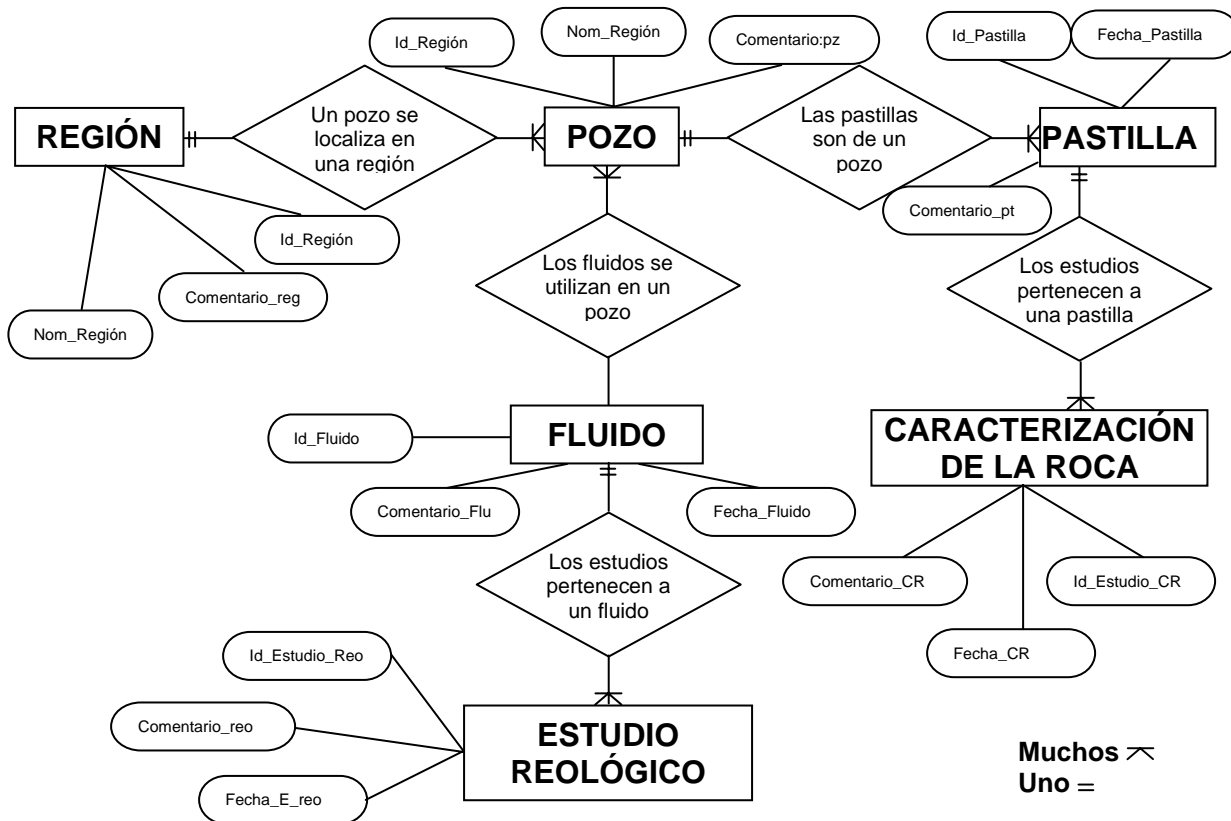 Id_Región
Nom_Región
Comentario:pz
Id_Pastilla
Fecha_Pastilla
REGIÓN
Un pozo se
localiza en
una región
POZO
Las pastillas
son de un
pozo
PASTILLA
Comentario_pt
Id_Región
Comentario_reg
Nom_Región
Los fluidos se
utilizan en un
pozo
Los estudios
pertenecen a
una pastilla
Id_Fluido
FLUIDO
CARACTERIZACIÓN
DE LA ROCA
Comentario_Flu
Fecha_Fluido
Los estudios
pertenecen a
un fluido
Comentario_CR
Id_Estudio_CR
Fecha_CR
Id_Estudio_Reo
Comentario_reo
Fecha_E_reo
ESTUDIO
REOLÓGICO
Muchos
Uno =